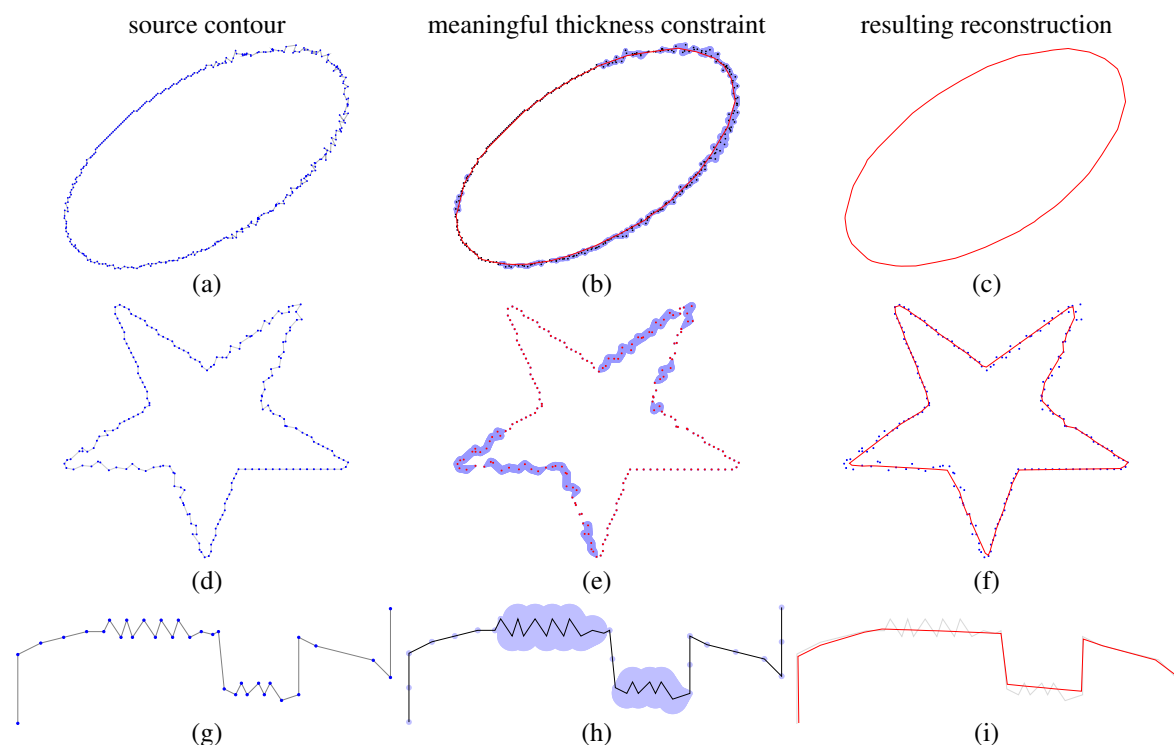 source contour meaningful thickness constraint resulting reconstruction
(a) (b) (c)
(d) (e) (f)
(g) (h) (i)